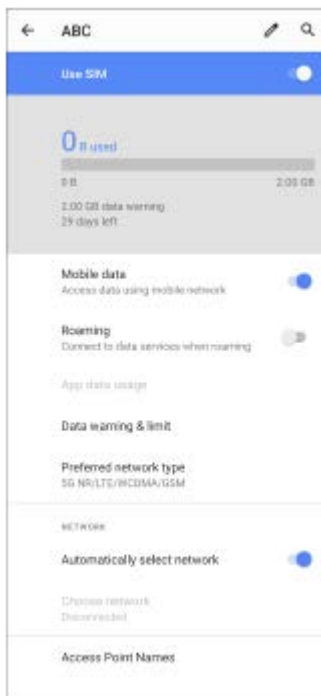 ABC
Use SIM
0 B used
0 B 2.00 GB
2.00 GB data warning
29 days left
Mobile data
Access data using mobile network
Roaming
Connect to data services when roaming
App data usage
Data warning & limit
Preferred network type
5G NR/LTE/WCDMA/GSM
NETWORK
Automatically select network
Choose network
Disconnected
Access Point Names